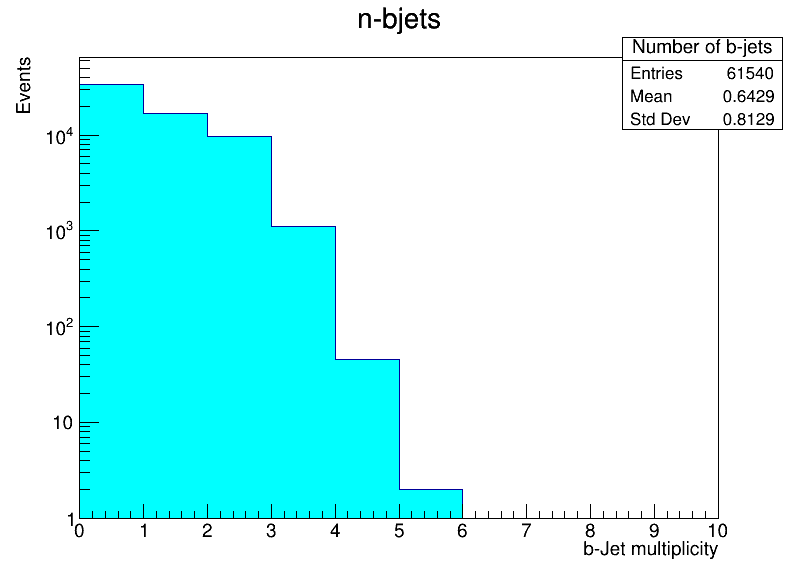 n-bjets
Number of b-jets
Entries 61540
Mean 0.6429
Std Dev 0.8129
Events
10^4
10^3
10^2
10
1
0 1 2 3 4 5 6 7 8 9 10
b-Jet multiplicity